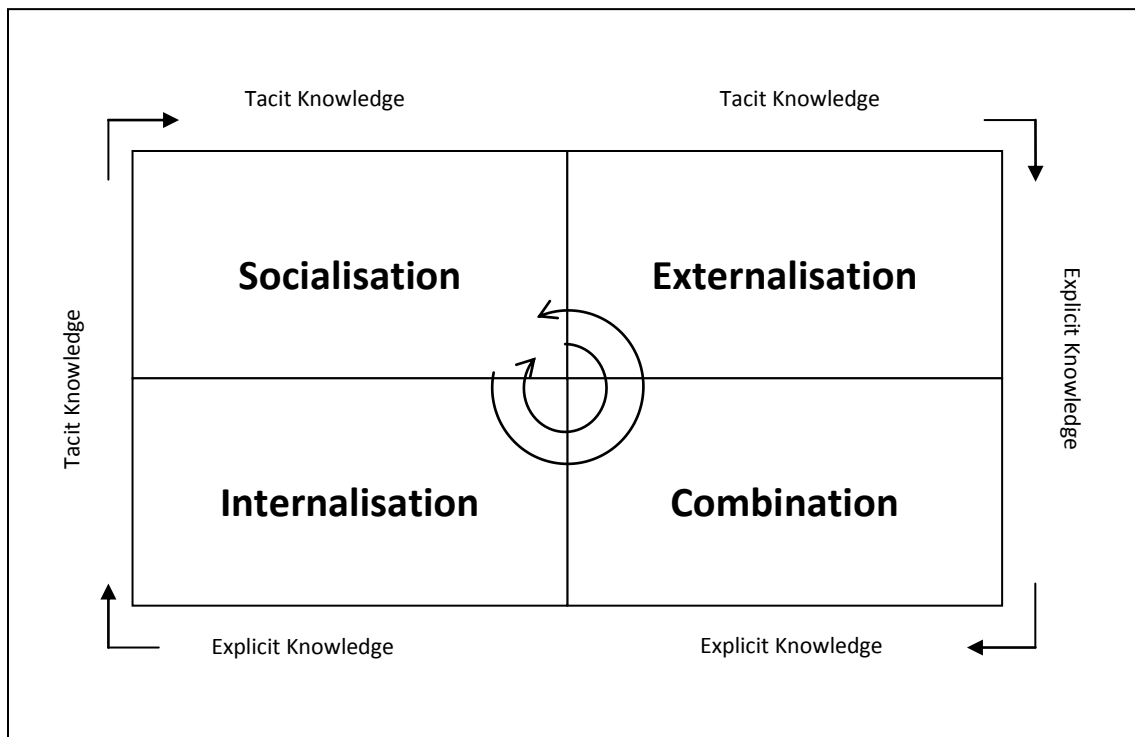 Tacit Knowledge
Tacit Knowledge
Socialisation
Externalisation
Tacit Knowledge
Explicit Knowledge
Internalisation
Combination
Explicit Knowledge
Explicit Knowledge